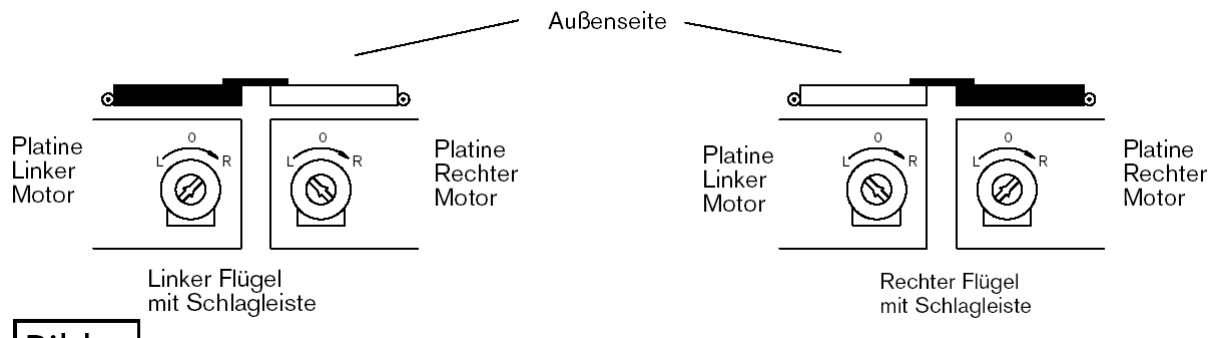 Außenseite
Platine
Linker
Motor
L 0 R
L 0 R
Platine
Rechter
Motor
Linker Flügel
mit Schlagleiste
Platine
Linker
Motor
L 0 R
L 0 R
Platine
Rechter
Motor
Rechter Flügel
mit Schlagleiste